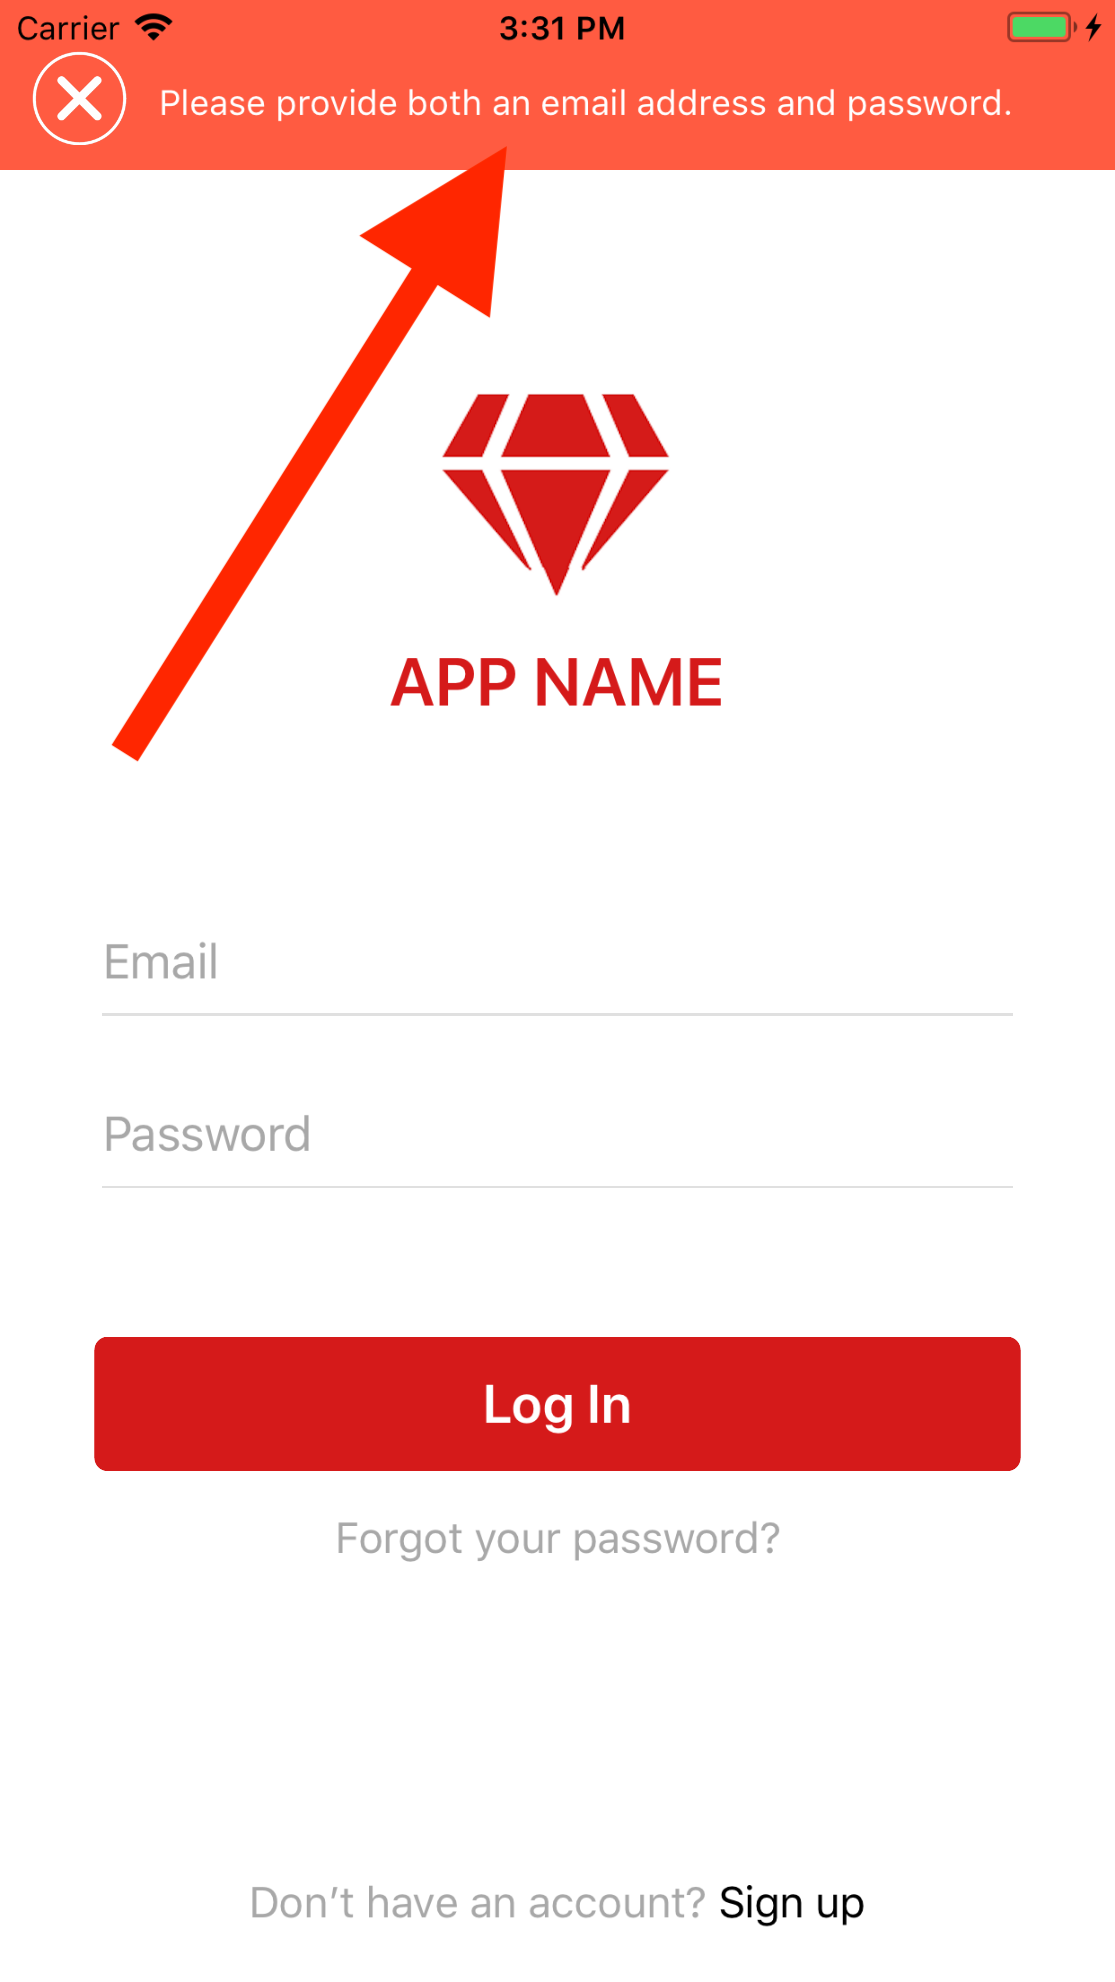 Carrier 3:31 PM
Please provide both an email address and password.
APP NAME
Email
Password
Log In
Forgot your password?
Don’t have an account? Sign up